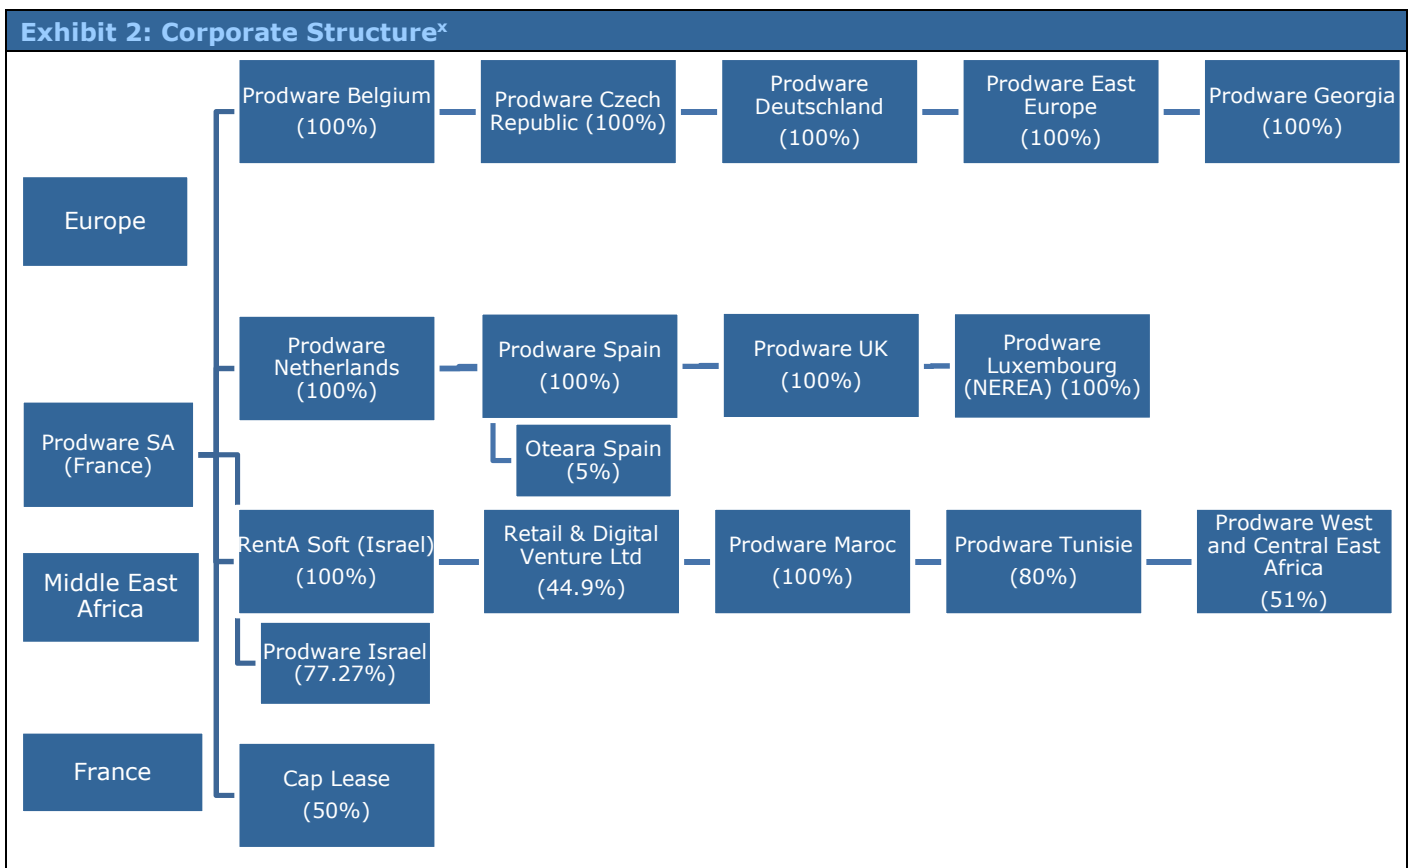 Exhibit 2: Corporate Structureˣ
Prodware Belgium
(100%)
Prodware Czech
Republic (100%)
Prodware
Deutschland
(100%)
Prodware East
Europe
(100%)
Prodware Georgia
(100%)
Europe
Prodware
Netherlands
(100%)
Prodware Spain
(100%)
Prodware UK
(100%)
Prodware
Luxembourg
(NEREA) (100%)
Prodware SA
(France)
Oteara Spain
(5%)
RentA Soft (Israel)
(100%)
Retail & Digital
Venture Ltd
(44.9%)
Prodware Maroc
(100%)
Prodware Tunisie
(80%)
Prodware West
and Central East
Africa
(51%)
Middle East
Africa
Prodware Israel
(77.27%)
France
Cap Lease
(50%)